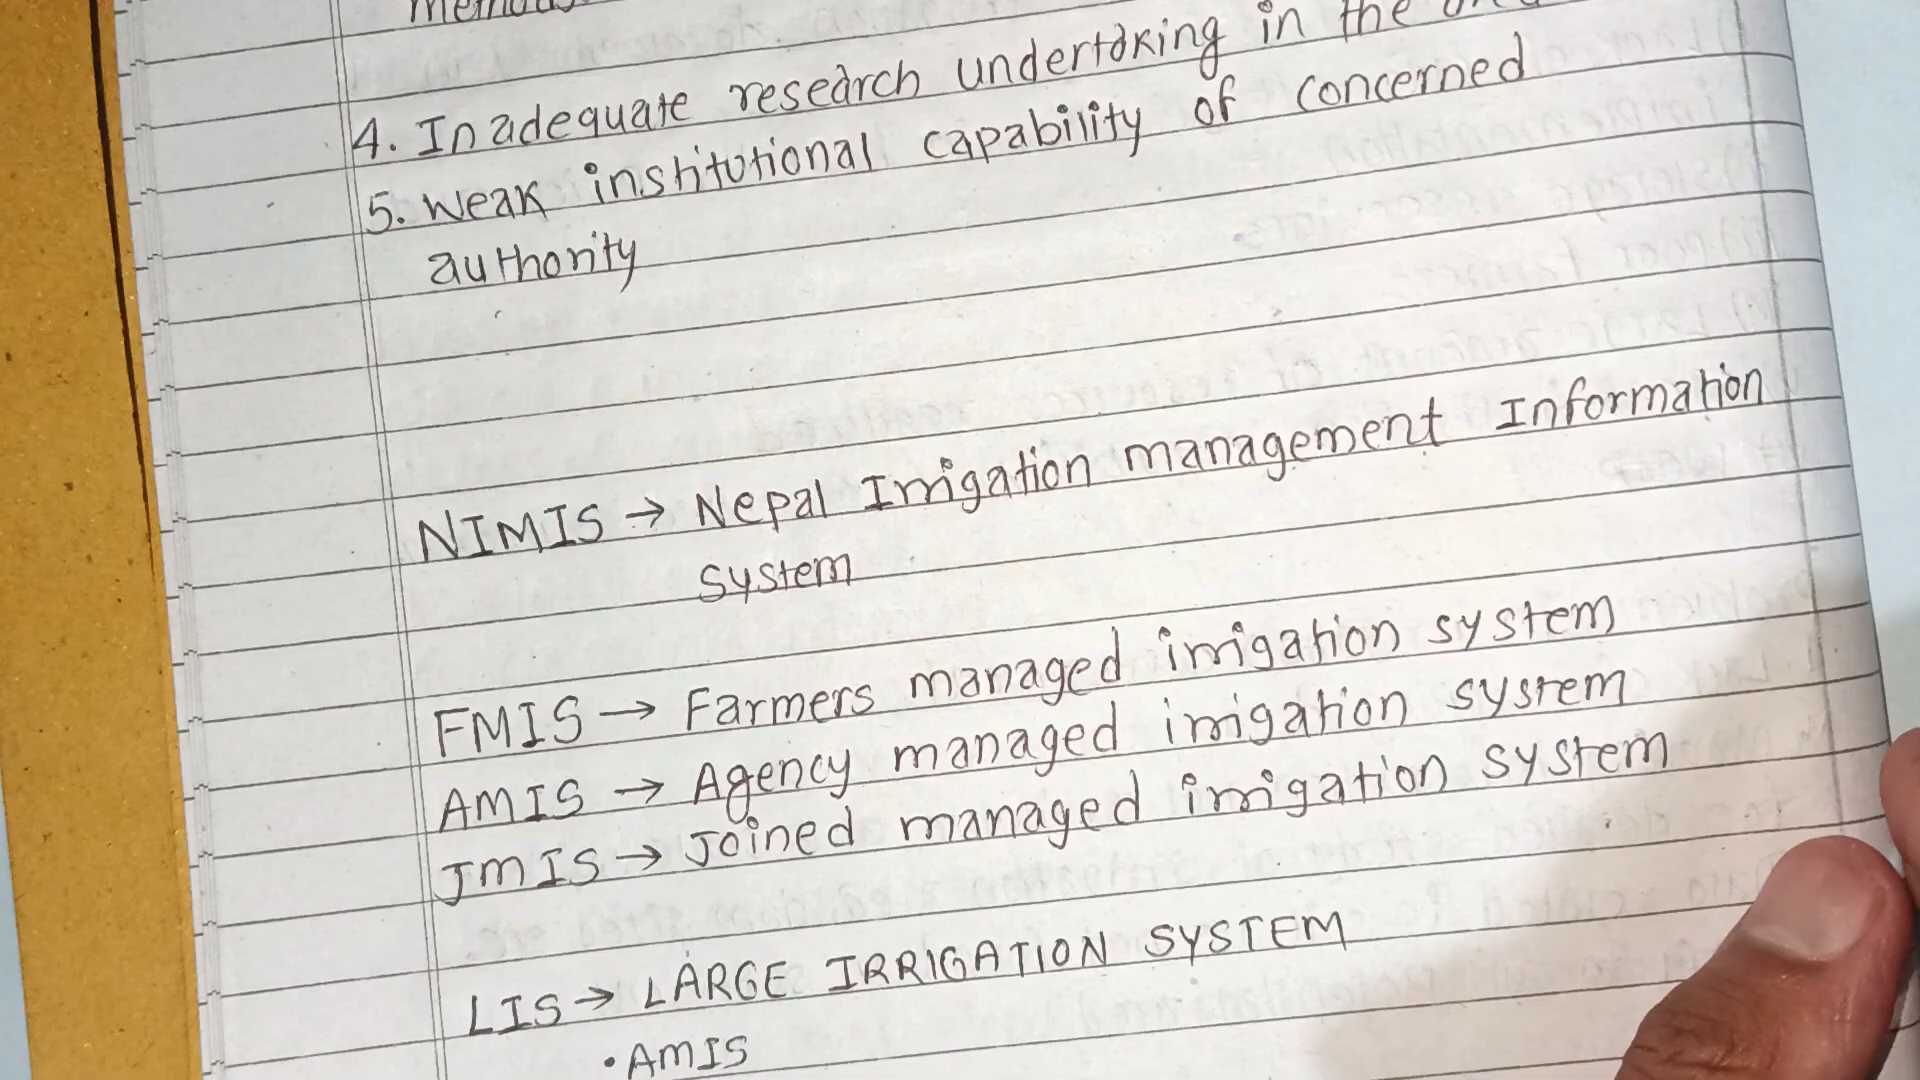 4. Inadequate research undertaking in the
5. Weak institutional capability of concerned
authority
NIMIS → Nepal Irrigation management Information
system
FMIS → Farmers managed irrigation system
AMIS → Agency managed irrigation system
JMIS → Joined managed irrigation system
LIS → LARGE IRRIGATION SYSTEM
• AMIS